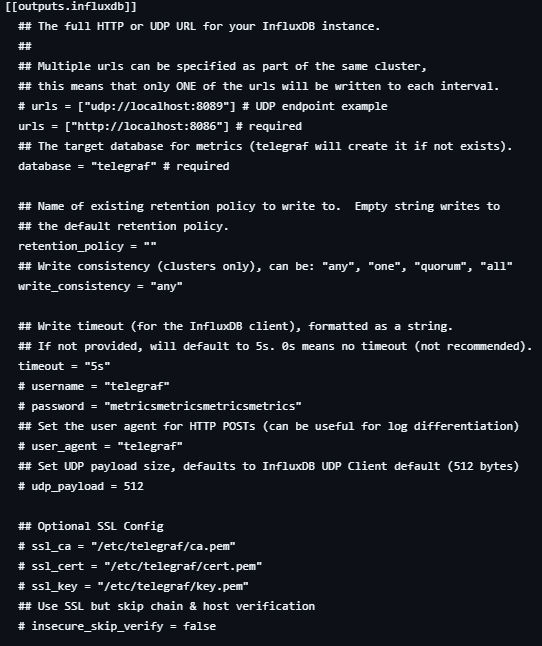 [[outputs.influxdb]]
## The full HTTP or UDP URL for your InfluxDB instance.
##
## Multiple urls can be specified as part of the same cluster,
## this means that only ONE of the urls will be written to each interval.
# urls = ["udp://localhost:8089"] # UDP endpoint example
urls = ["http://localhost:8086"] # required
## The target database for metrics (telegraf will create it if not exists).
database = "telegraf" # required
## Name of existing retention policy to write to.  Empty string writes to
## the default retention policy.
retention_policy = ""
## Write consistency (clusters only), can be: "any", "one", "quorum", "all"
write_consistency = "any"
## Write timeout (for the InfluxDB client), formatted as a string.
## If not provided, will default to 5s. 0s means no timeout (not recommended).
timeout = "5s"
# username = "telegraf"
# password = "metricsmetricsmetricsmetrics"
## Set the user agent for HTTP POSTs (can be useful for log differentiation)
# user_agent = "telegraf"
## Set UDP payload size, defaults to InfluxDB UDP Client default (512 bytes)
# udp_payload = 512
## Optional SSL Config
# ssl_ca = "/etc/telegraf/ca.pem"
# ssl_cert = "/etc/telegraf/cert.pem"
# ssl_key = "/etc/telegraf/key.pem"
## Use SSL but skip chain & host verification
# insecure_skip_verify = false